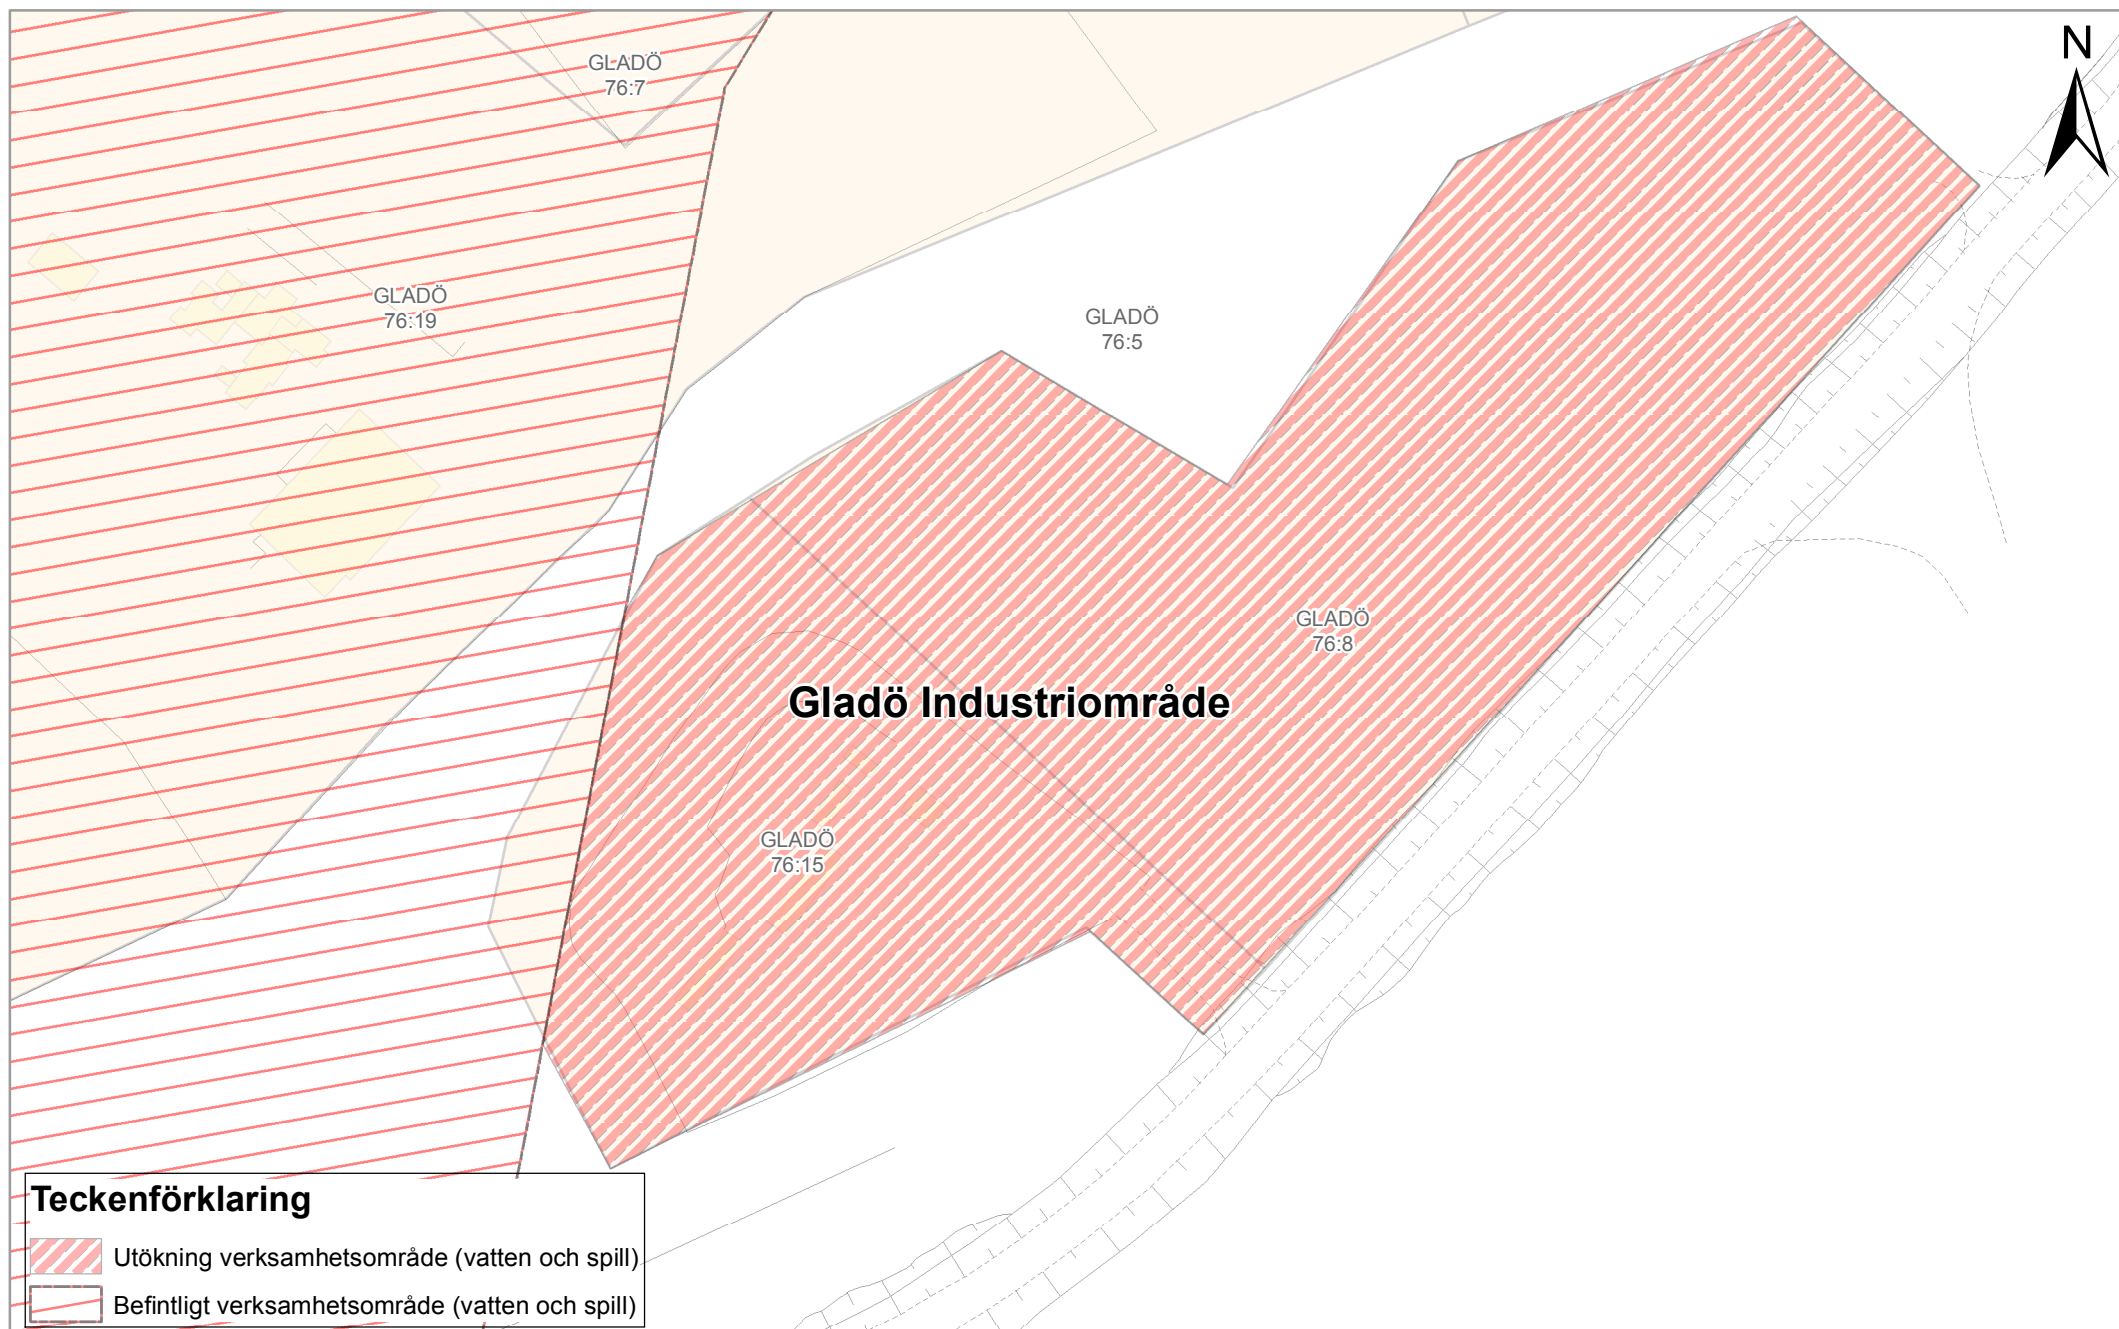 N
GLADÖ
76:7
GLADÖ
76:19
GLADÖ
76:5
GLADÖ
76:8
Gladö Industriområde
GLADÖ
76:15
Teckenförklaring
Utökning verksamhetsområde (vatten och spill)
Befintligt verksamhetsområde (vatten och spill)